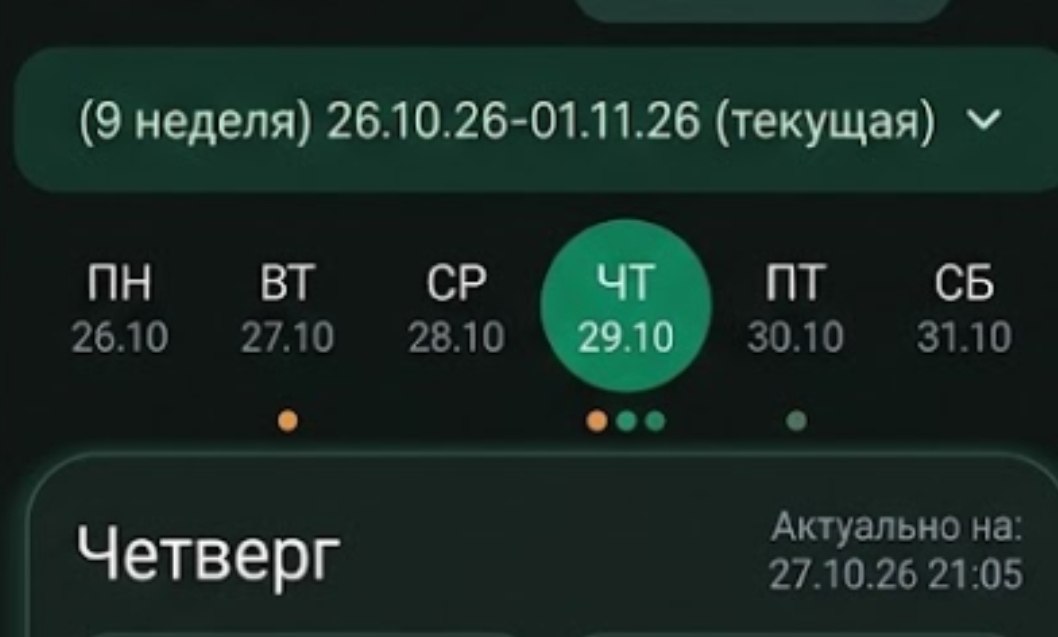 (9 неделя) 26.10.26-01.11.26 (текущая)
ПН ВТ СР ЧТ ПТ СБ
26.10 27.10 28.10 29.10 30.10 31.10
Четверг
Актуально на:
27.10.26 21:05